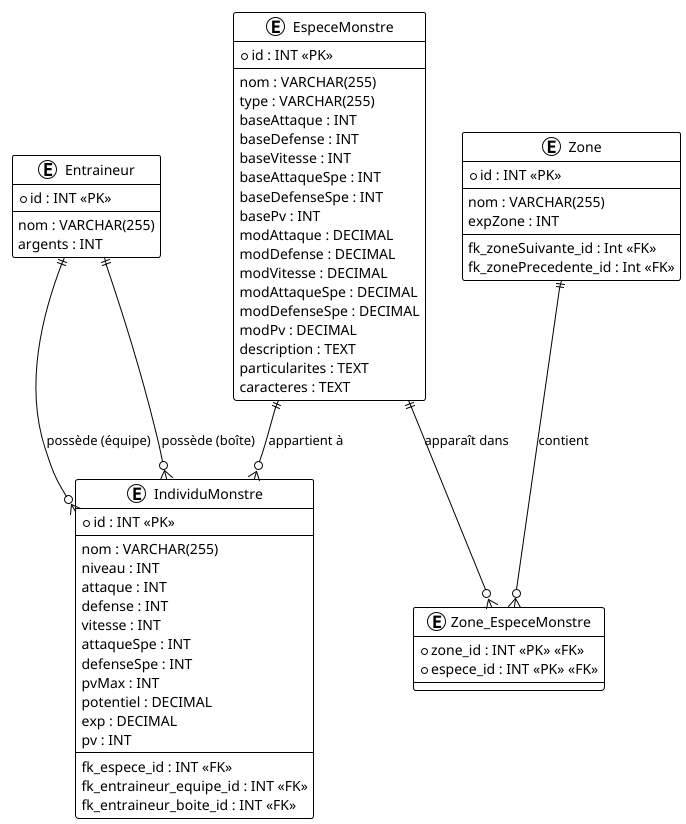 E EspeceMonstre
id : INT «PK»
nom : VARCHAR(255)
type : VARCHAR(255)
baseAttaque : INT
baseDefense : INT
baseVitesse : INT
baseAttaqueSpe : INT
baseDefenseSpe : INT
basePv : INT
modAttaque : DECIMAL
modDefense : DECIMAL
modVitesse : DECIMAL
modAttaqueSpe : DECIMAL
modDefenseSpe : DECIMAL
modPv : DECIMAL
description : TEXT
particularites : TEXT
caracteres : TEXT
E Entraineur
id : INT «PK»
nom : VARCHAR(255)
argents : INT
E Zone
id : INT «PK»
nom : VARCHAR(255)
expZone : INT
fk_zoneSuivante_id : Int «FK»
fk_zonePrecedente_id : Int «FK»
possède (équipe)
possède (boîte)
appartient à
apparaît dans
contient
E IndividuMonstre
id : INT «PK»
nom : VARCHAR(255)
niveau : INT
attaque : INT
defense : INT
vitesse : INT
attaqueSpe : INT
defenseSpe : INT
pvMax : INT
potentiel : DECIMAL
exp : DECIMAL
pv : INT
fk_espece_id : INT «FK»
fk_entraineur_equipe_id : INT «FK»
fk_entraineur_boite_id : INT «FK»
E Zone_EspeceMonstre
zone_id : INT «PK» «FK»
espece_id : INT «PK» «FK»